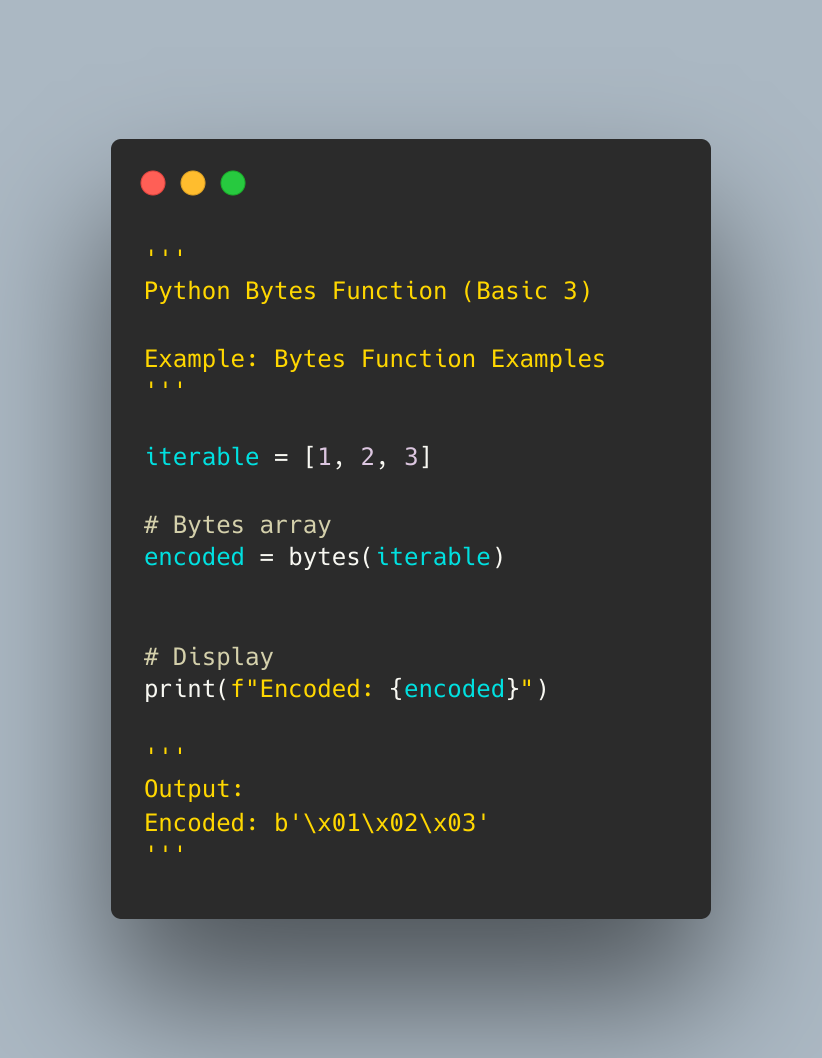 '''
Python Bytes Function (Basic 3)
Example: Bytes Function Examples
'''
iterable = [1, 2, 3]
# Bytes array
encoded = bytes(iterable)
# Display
print(f"Encoded: {encoded}")
'''
Output:
Encoded: b'\x01\x02\x03'
'''